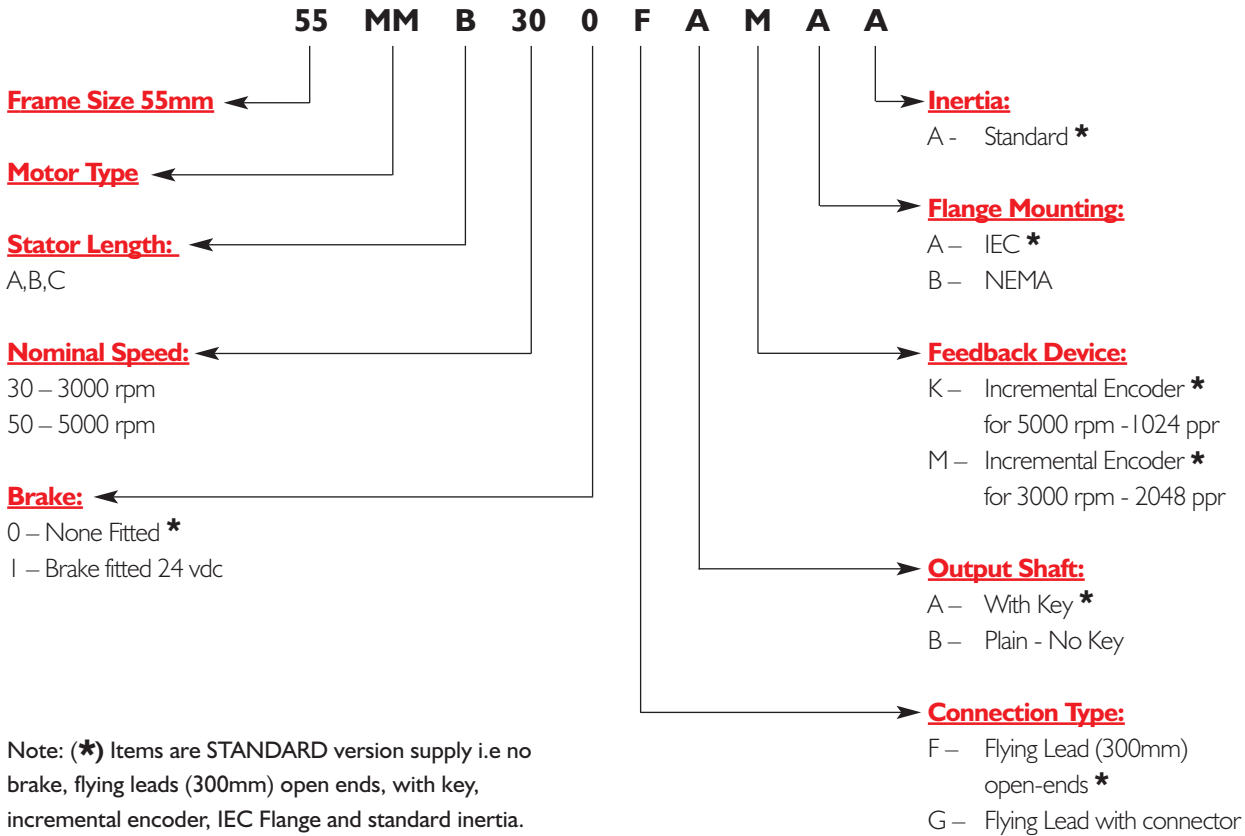 55 MM B 30 0 F A M A A
Frame Size 55mm
Motor Type
Stator Length:
A,B,C
Nominal Speed:
30 – 3000 rpm
50 – 5000 rpm
Brake:
0 – None Fitted *
1 – Brake fitted 24 vdc
Note: (*) Items are STANDARD version supply i.e no
brake, flying leads (300mm) open ends, with key,
incremental encoder, IEC Flange and standard inertia.
Inertia:
A - Standard *
Flange Mounting:
A – IEC *
B – NEMA
Feedback Device:
K – Incremental Encoder *
for 5000 rpm -1024 ppr
M – Incremental Encoder *
for 3000 rpm - 2048 ppr
Output Shaft:
A – With Key *
B – Plain - No Key
Connection Type:
F – Flying Lead (300mm)
open-ends *
G – Flying Lead with connector